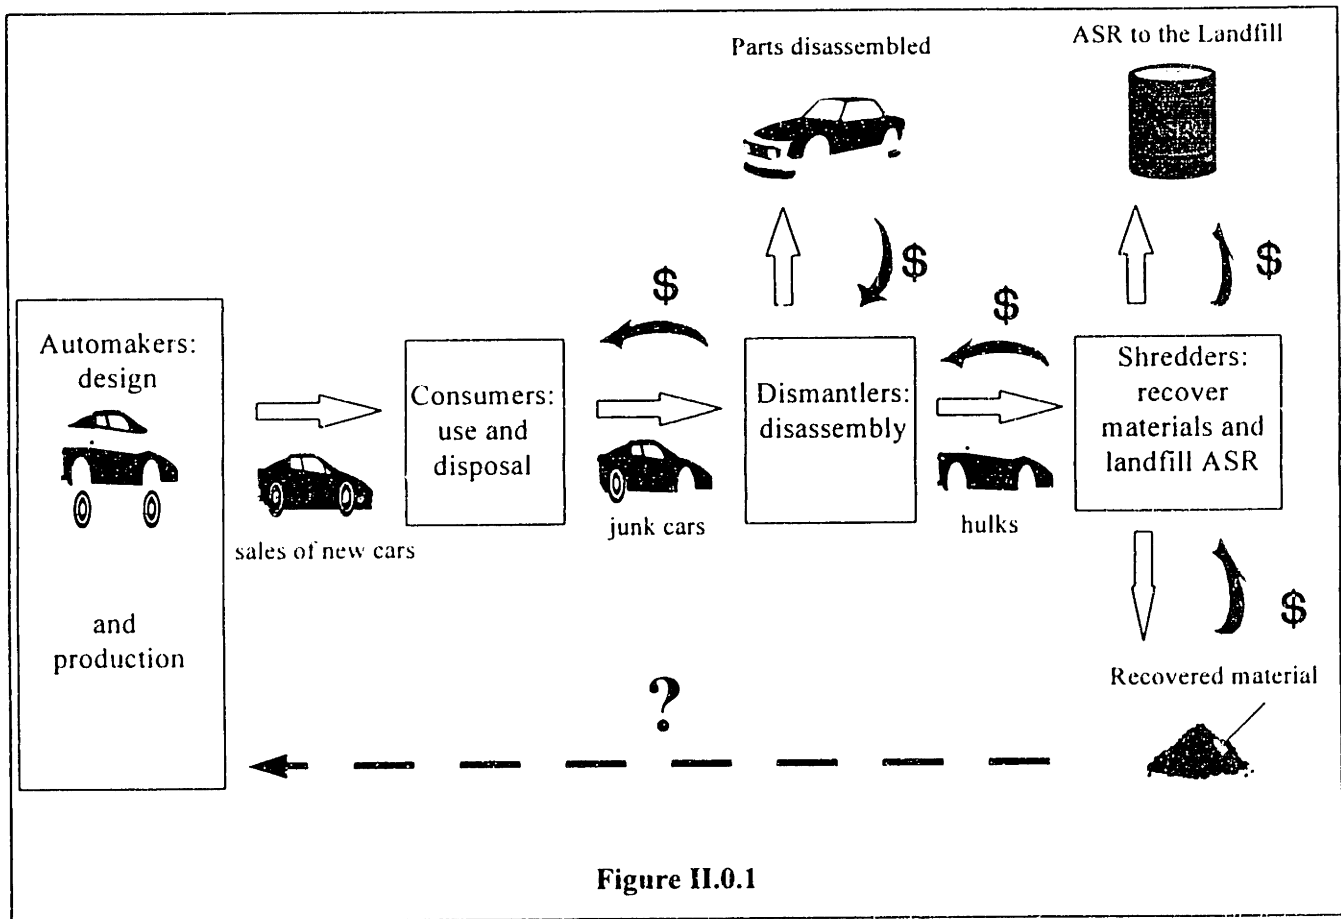 Parts disassembled
ASR to the Landfill
ASR
$
$
$
$
Automakers:
design
and
production
sales of new cars
Consumers:
use and
disposal
junk cars
Dismantlers:
disassembly
hulks
Shredders:
recover
materials and
landfill ASR
$
Recovered material
?
Figure II.0.1